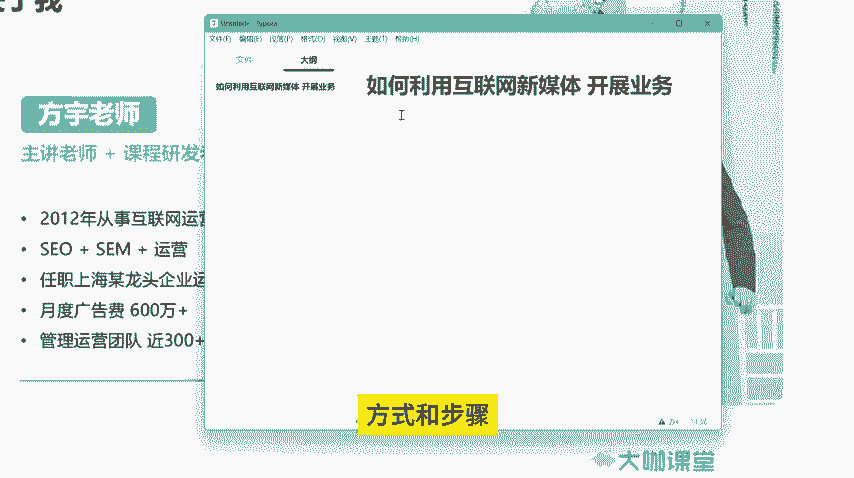 于我
方宇老师
主讲老师 + 课程研发
2012年从事互联网运营
SEO + SEM + 运营
任职上海某龙头企业运
月度广告费 600万+
管理运营团队 近300+
Typora
文件(F) 编辑(E) 段落(P) 格式(O) 视图(V) 主题(T) 帮助(H)
文件 大纲
如何利用互联网新媒体 开展业务
如何利用互联网新媒体 开展业务
方式和步骤
大咖课堂